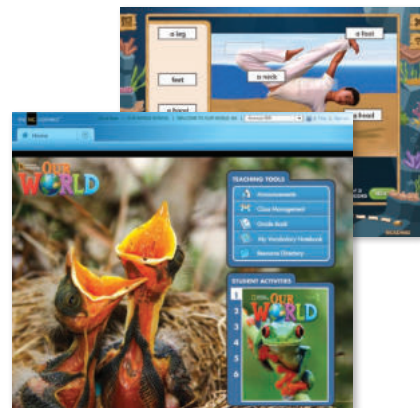 a leg
a foot
feet
a neck
a hand
a head
Home
OUR
WORLD
TEACHING TOOLS
Announcements
Class Management
Grade Book
My Vocabulary Notebook
Resource Directory
STUDENT ACTIVITIES
1
2
3
4
5
6
OUR
WORLD